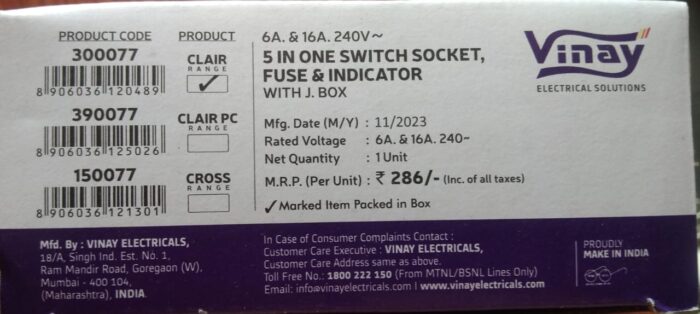 PRODUCT CODE
300077
8 906036 120489
390077
8 906036 125026
150077
8 906036 121301
PRODUCT
CLAIR
RANGE
✓
CLAIR PC
RANGE
CROSS
RANGE
6A. & 16A. 240V~
5 IN ONE SWITCH SOCKET,
FUSE & INDICATOR
WITH J. BOX
Mfg. Date (M/Y) : 11/2023
Rated Voltage : 6A. & 16A. 240~
Net Quantity : 1 Unit
M.R.P. (Per Unit) : ₹ 286/- (Inc. of all taxes)
✓ Marked Item Packed in Box
Vinay
ELECTRICAL SOLUTIONS
Mfd. By : VINAY ELECTRICALS,
18/A, Singh Ind. Est. No. 1,
Ram Mandir Road, Goregaon (W),
Mumbai - 400 104,
(Maharashtra), INDIA.
In Case of Consumer Complaints Contact :
Customer Care Executive : VINAY ELECTRICALS,
Customer Care Address same as above.
Toll Free No.: 1800 222 150 (From MTNL/BSNL Lines Only)
Email: info@vinayelectricals.com | www.vinayelectricals.com
PROUDLY
MAKE IN INDIA